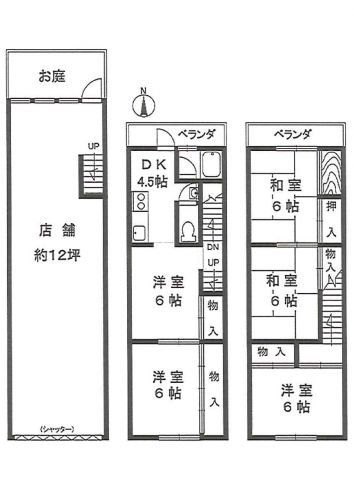 お庭
UP
店舗
約12坪
(シャッター)
N
ベランダ
DK
4.5帖
DN
UP
洋室
6帖
物入
洋室
6帖
物入
ベランダ
和室
6帖
押入
和室
6帖
物入
物入
洋室
6帖